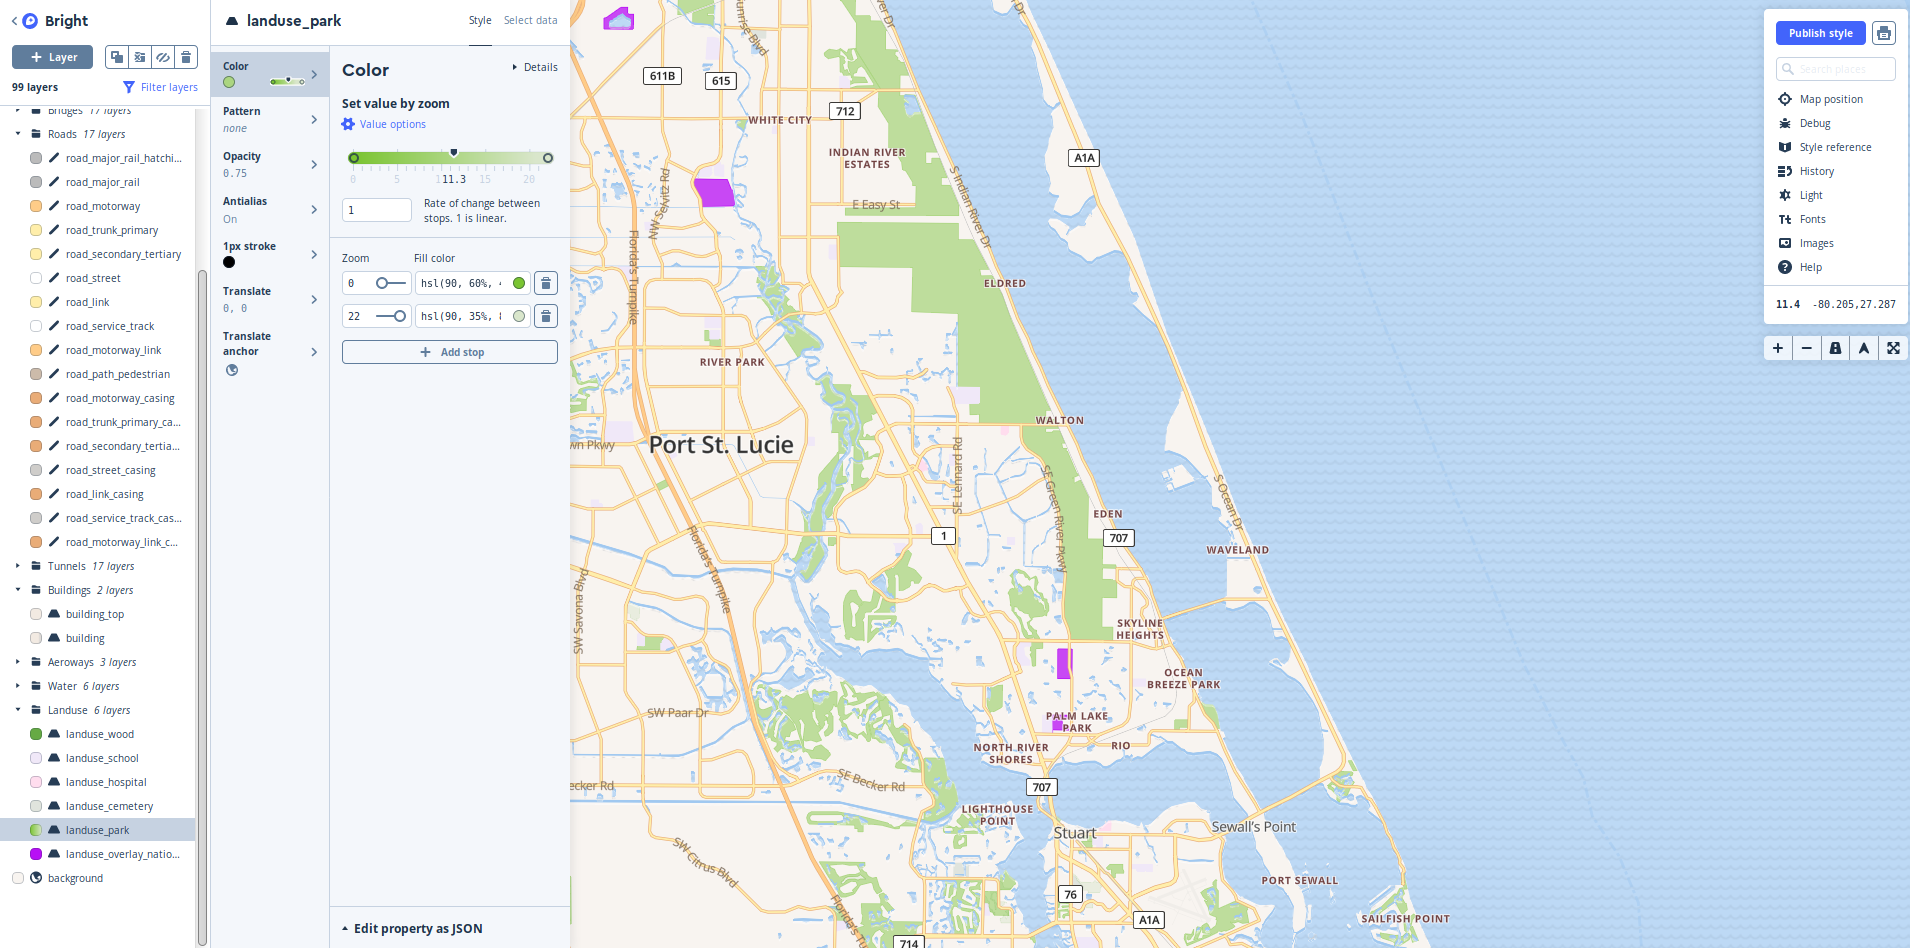 Bright
+ Layer
99 layers
Filter layers
Bridges 17 layers
Roads 17 layers
road_major_rail_hatchi...
road_major_rail
road_motorway
road_trunk_primary
road_secondary_tertiary
road_street
road_link
road_service_track
road_motorway_link
road_path_pedestrian
road_motorway_casing
road_trunk_primary_ca...
road_secondary_tertia...
road_street_casing
road_link_casing
road_service_track_cas...
road_motorway_link_c...
Tunnels 17 layers
Buildings 2 layers
building_top
building
Aeroways 3 layers
Water 6 layers
Landuse 6 layers
landuse_wood
landuse_school
landuse_hospital
landuse_cemetery
landuse_park
landuse_overlay_natio...
background
landuse_park
Style
Select data
Color
Pattern
none
Opacity
0.75
Antialias
On
1px stroke
Translate
0, 0
Translate
anchor
Color
Details
Set value by zoom
Value options
0 5 11.3 15 20
1
Rate of change between
stops. 1 is linear.
Zoom Fill color
0 hsl(90, 60%,
22 hsl(90, 35%,
+ Add stop
Edit property as JSON
611B
615
712
WHITE CITY
INDIAN RIVER
ESTATES
A1A
S Indian River Dr
NW Selvitz Rd
E Easy St
Florida's Turnpike
ELDRED
RIVER PARK
WALTON
wn Pkwy
Port St. Lucie
SE Lennard Rd
SE Green River Pkwy
S Ocean Dr
EDEN
1
707
WAVELAND
Florida's Turnpike
SW Savona Blvd
SKYLINE
HEIGHTS
OCEAN
BREEZE PARK
SW Paar Dr
PALM LAKE
PARK
NORTH RIVER
SHORES
RIO
SE Becker Rd
ecker Rd
707
LIGHTHOUSE
POINT
Stuart
Sewall's Point
SW Citrus Blvd
76
PORT SEWALL
A1A
SAILFISH POINT
Florida's Tu
714
Publish style
Search places
Map position
Debug
Style reference
History
Light
Fonts
Images
Help
11.4 -80.205,27.287